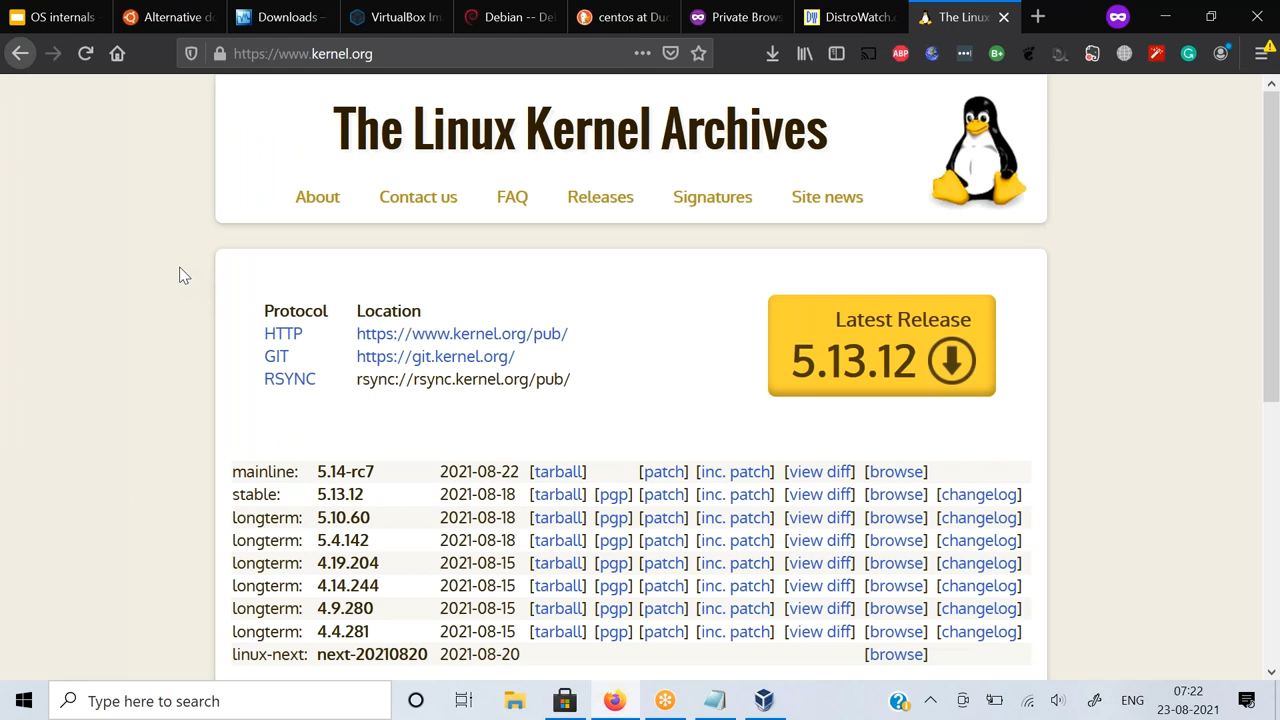 OS internals
Alternative do
Downloads –
VirtualBox Im
Debian -- De
centos at Duc
Private Brows
DistroWatch.c
The Linux
https://www.kernel.org
The Linux Kernel Archives
About Contact us FAQ Releases Signatures Site news
Protocol Location
HTTP https://www.kernel.org/pub/
GIT https://git.kernel.org/
RSYNC rsync://rsync.kernel.org/pub/
Latest Release
5.13.12
mainline: 5.14-rc7 2021-08-22 [tarball] [patch] [inc. patch] [view diff] [browse]
stable: 5.13.12 2021-08-18 [tarball] [pgp] [patch] [inc. patch] [view diff] [browse] [changelog]
longterm: 5.10.60 2021-08-18 [tarball] [pgp] [patch] [inc. patch] [view diff] [browse] [changelog]
longterm: 5.4.142 2021-08-18 [tarball] [pgp] [patch] [inc. patch] [view diff] [browse] [changelog]
longterm: 4.19.204 2021-08-15 [tarball] [pgp] [patch] [inc. patch] [view diff] [browse] [changelog]
longterm: 4.14.244 2021-08-15 [tarball] [pgp] [patch] [inc. patch] [view diff] [browse] [changelog]
longterm: 4.9.280 2021-08-15 [tarball] [pgp] [patch] [inc. patch] [view diff] [browse] [changelog]
longterm: 4.4.281 2021-08-15 [tarball] [pgp] [patch] [inc. patch] [view diff] [browse] [changelog]
linux-next: next-20210820 2021-08-20 [browse]
Type here to search
ENG
07:22
23-08-2021